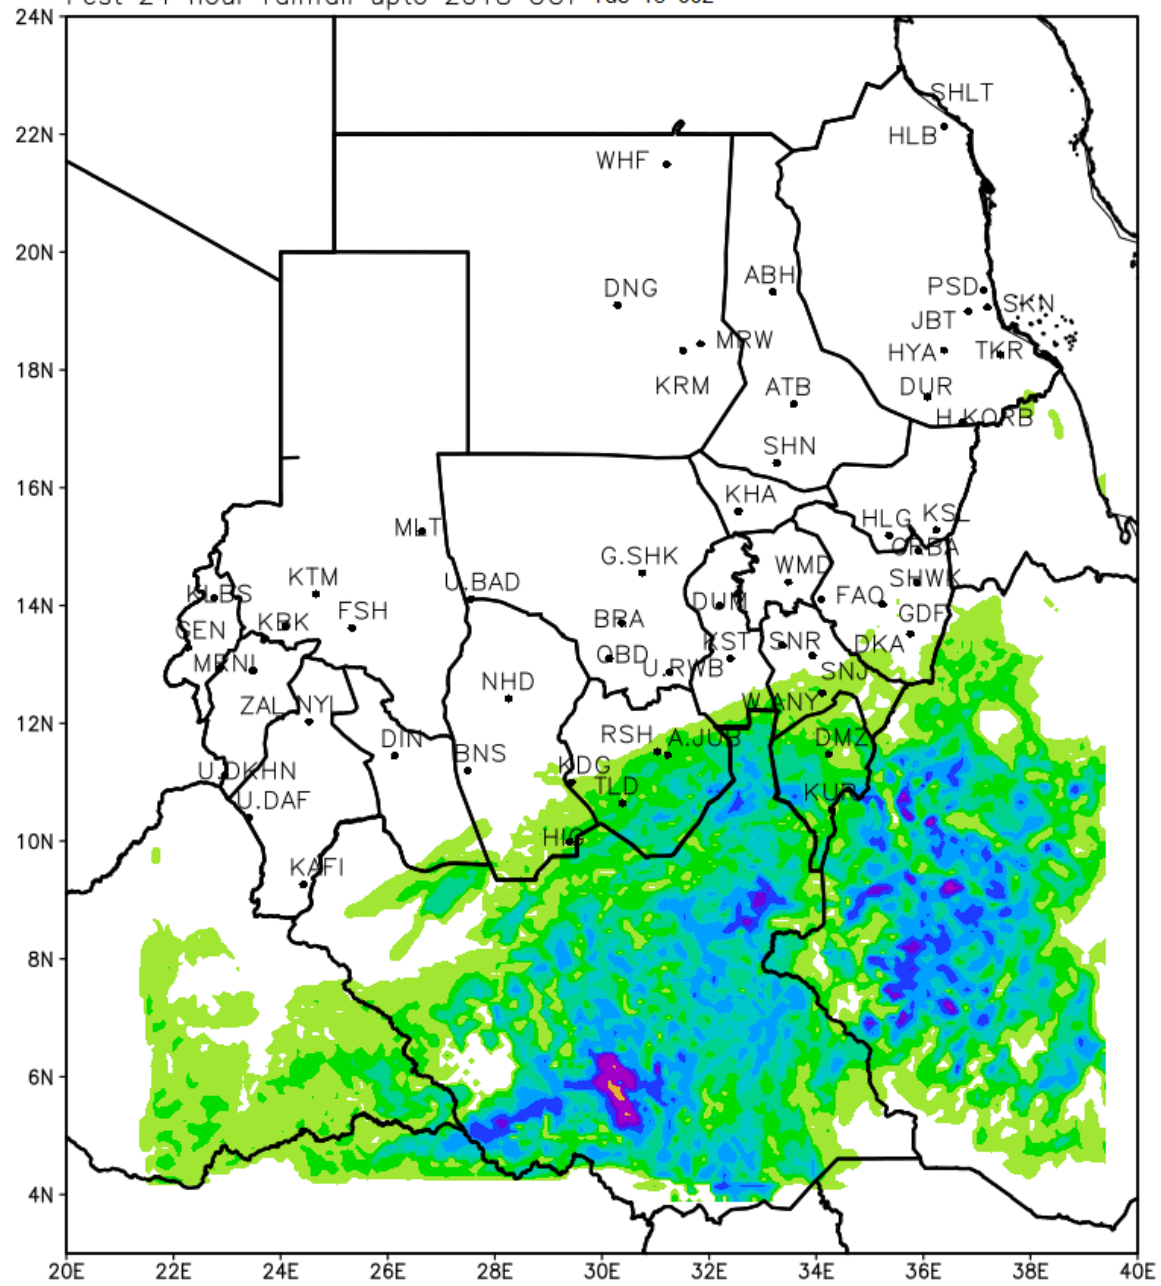 24N
SHLT
22N
HLB
WHF
20N
ABH
DNG
PSD
SKN
JBT
MRW
HYA
TKR
18N
KRM
ATB
DUR
H.KORB
SHN
16N
KHA
HLG
KSL
MLT
GRBA
G.SHK
WMD
KTM
U.BAD
SHWK
KLBS
14N
DUM
FAO
FSH
GDF
BRA
KBK
GEN
KST
SNR
DKA
OBD
MRNI
U.RWB
SNJ
NHD
ZAL
NYL
W.ANY
12N
RSH
A.JUB
DMZ
DIN
BNS
KDG
U.DKHN
TLD
KUR
U.DAF
10N
HIG
KAFI
8N
6N
4N
20E 22E 24E 26E 28E 30E 32E 34E 36E 38E 40E